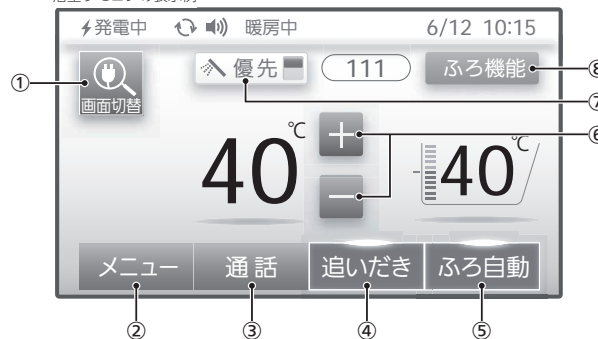 発電中 暖房中 6/12 10:15
① 画面切替
優先 111 ふろ機能 ⑧
⑦
⑥
40 ℃ + 40 ℃
−
メニュー 通話 追いだき ふろ自動
② ③ ④ ⑤